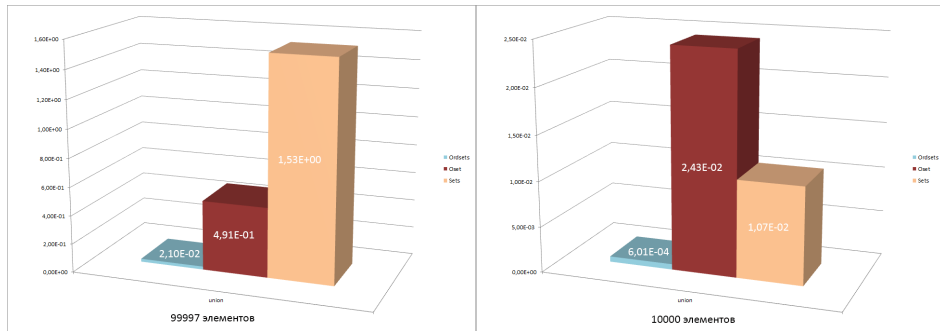 1,60E+00
1,40E+00
1,20E+00
1,00E+00
8,00E-01
6,00E-01
4,00E-01
2,00E-01
0,00E+00
2,10E-02
4,91E-01
1,53E+00
union
Ordsets
Oset
Sets
99997 элементов
2,50E-02
2,00E-02
1,50E-02
1,00E-02
5,00E-03
0,00E+00
6,01E-04
2,43E-02
1,07E-02
union
Ordsets
Oset
Sets
10000 элементов